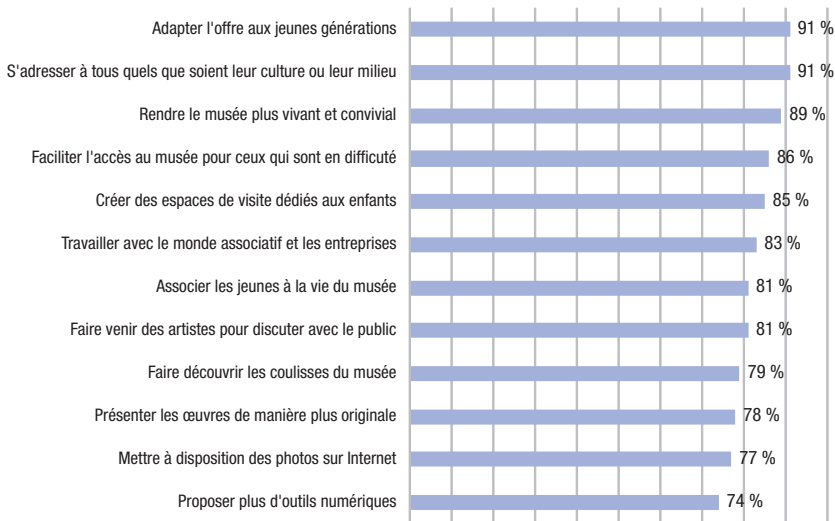 Adapter l'offre aux jeunes générations 91 %
S'adresser à tous quels que soient leur culture ou leur milieu 91 %
Rendre le musée plus vivant et convivial 89 %
Faciliter l'accès au musée pour ceux qui sont en difficuté 86 %
Créer des espaces de visite dédiés aux enfants 85 %
Travailler avec le monde associatif et les entreprises 83 %
Associer les jeunes à la vie du musée 81 %
Faire venir des artistes pour discuter avec le public 81 %
Faire découvrir les coulisses du musée 79 %
Présenter les œuvres de manière plus originale 78 %
Mettre à disposition des photos sur Internet 77 %
Proposer plus d'outils numériques 74 %